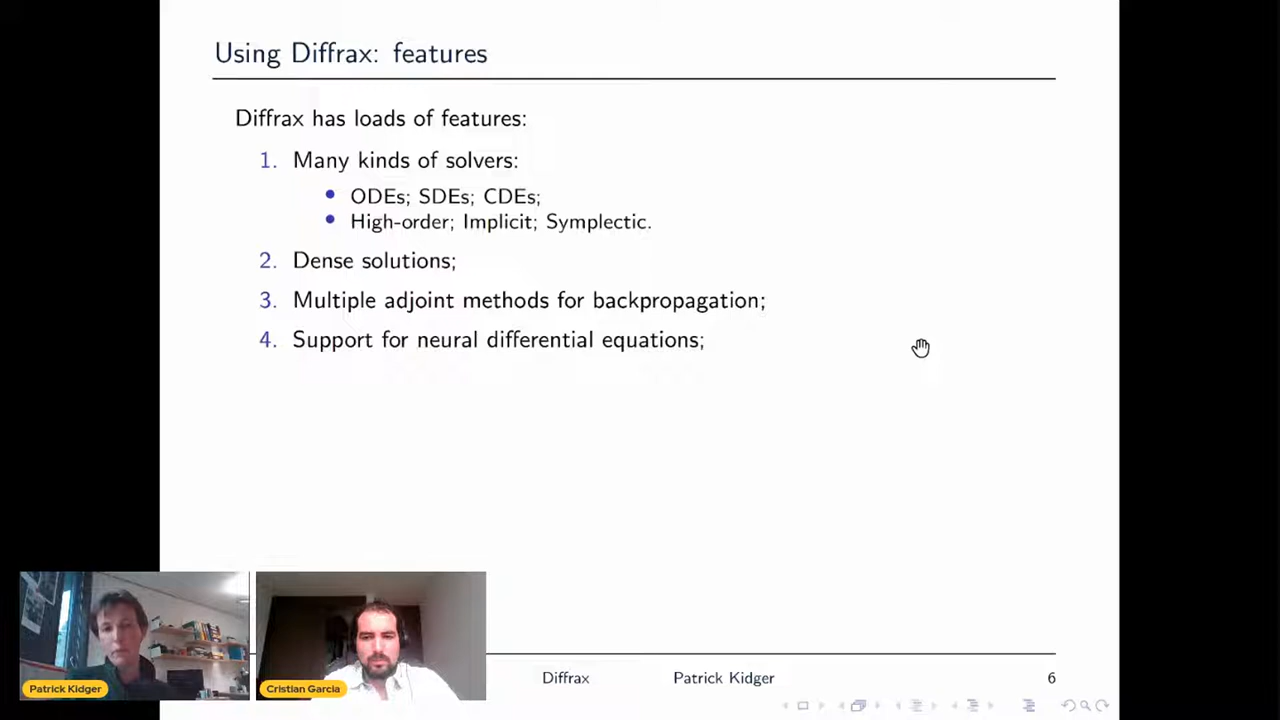 Using Diffrax: features
Diffrax has loads of features:
1. Many kinds of solvers:
• ODEs; SDEs; CDEs;
• High-order; Implicit; Symplectic.
2. Dense solutions;
3. Multiple adjoint methods for backpropagation;
4. Support for neural differential equations;
Patrick Kidger
Cristian Garcia
Diffrax Patrick Kidger 6